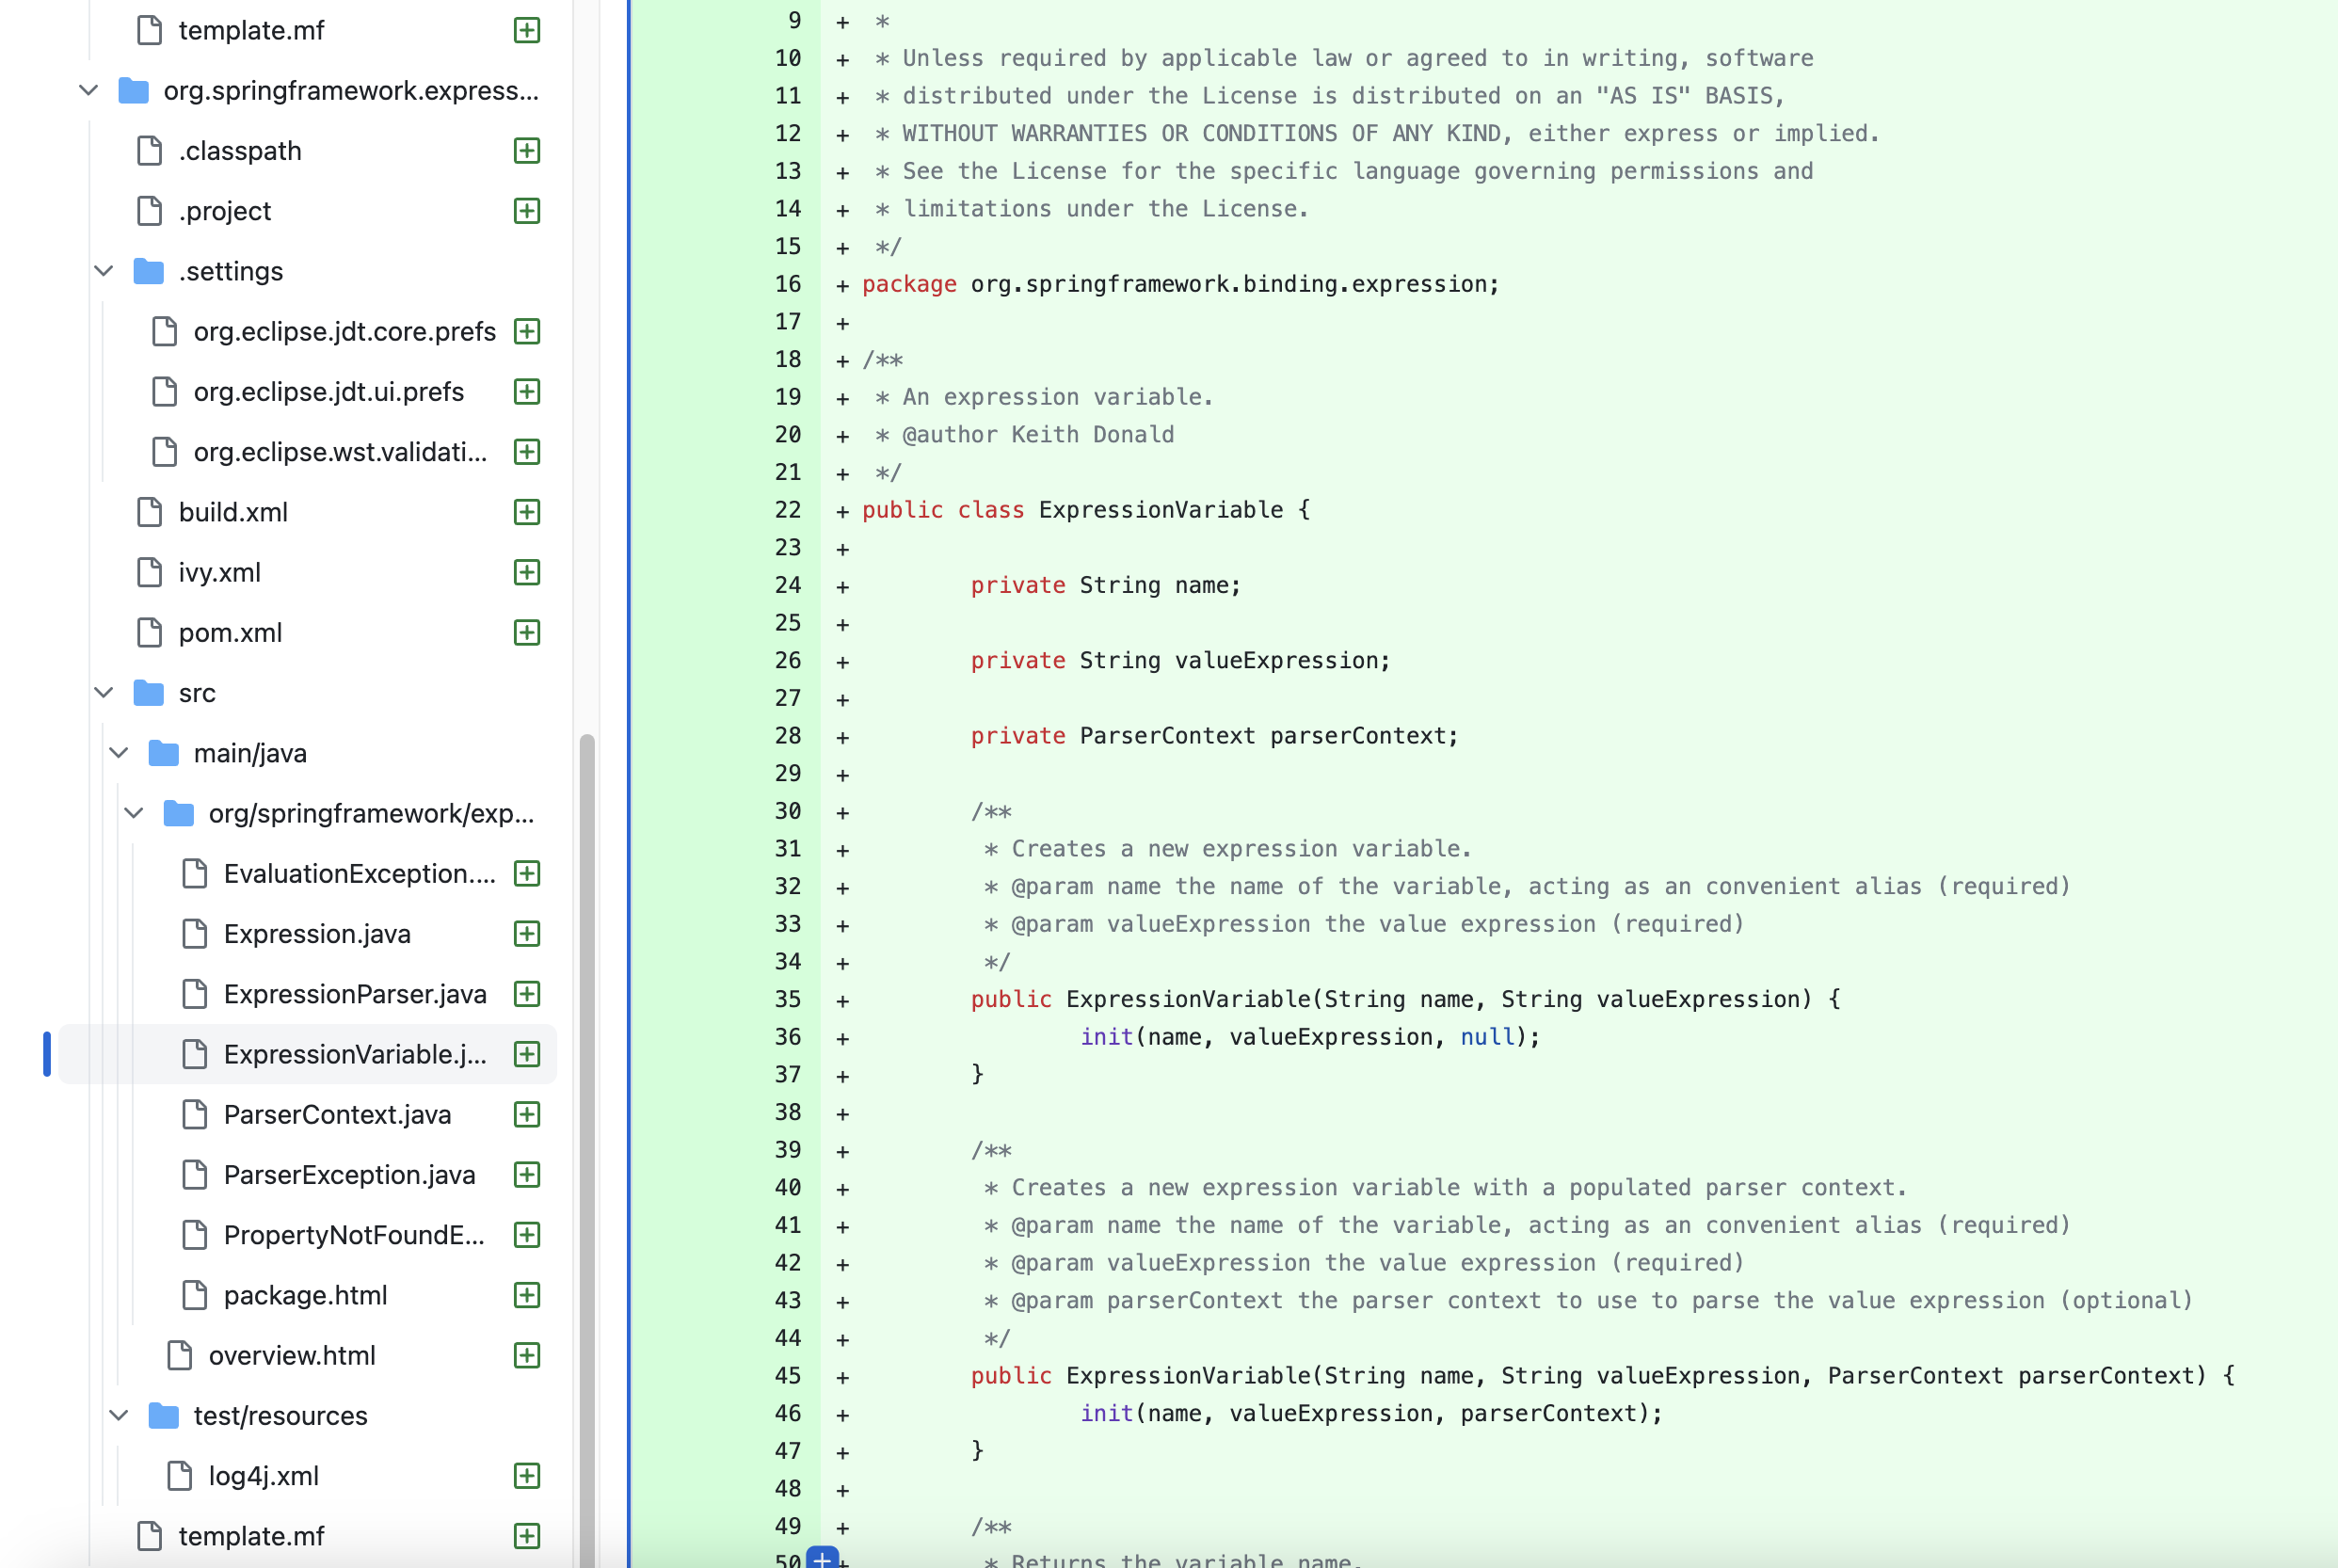 template.mf
org.springframework.express...
.classpath
.project
.settings
org.eclipse.jdt.core.prefs
org.eclipse.jdt.ui.prefs
org.eclipse.wst.validati...
build.xml
ivy.xml
pom.xml
src
main/java
org/springframework/exp...
EvaluationException....
Expression.java
ExpressionParser.java
ExpressionVariable.j...
ParserContext.java
ParserException.java
PropertyNotFoundE...
package.html
overview.html
test/resources
log4j.xml
template.mf
9 + *
10 + * Unless required by applicable law or agreed to in writing, software
11 + * distributed under the License is distributed on an "AS IS" BASIS,
12 + * WITHOUT WARRANTIES OR CONDITIONS OF ANY KIND, either express or implied.
13 + * See the License for the specific language governing permissions and
14 + * limitations under the License.
15 + */
16 + package org.springframework.binding.expression;
17 +
18 + /**
19 + * An expression variable.
20 + * @author Keith Donald
21 + */
22 + public class ExpressionVariable {
23 +
24 + private String name;
25 +
26 + private String valueExpression;
27 +
28 + private ParserContext parserContext;
29 +
30 + /**
31 + * Creates a new expression variable.
32 + * @param name the name of the variable, acting as an convenient alias (required)
33 + * @param valueExpression the value expression (required)
34 + */
35 + public ExpressionVariable(String name, String valueExpression) {
36 + init(name, valueExpression, null);
37 + }
38 +
39 + /**
40 + * Creates a new expression variable with a populated parser context.
41 + * @param name the name of the variable, acting as an convenient alias (required)
42 + * @param valueExpression the value expression (required)
43 + * @param parserContext the parser context to use to parse the value expression (optional)
44 + */
45 + public ExpressionVariable(String name, String valueExpression, ParserContext parserContext) {
46 + init(name, valueExpression, parserContext);
47 + }
48 +
49 + /**
50 + * Returns the variable name.